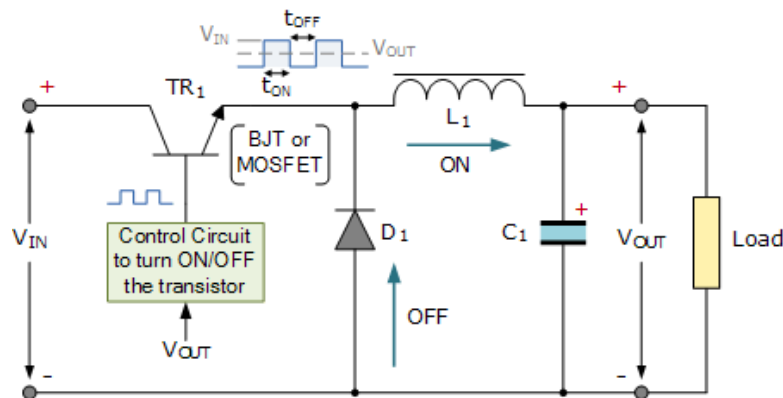 tOFF
VIN
VOUT
tON
+
TR1
+
+
L1
BJT or
MOSFET
ON
+
VIN
Control Circuit
to turn ON/OFF
the transistor
D1
C1
VOUT
Load
OFF
VOUT
-
-